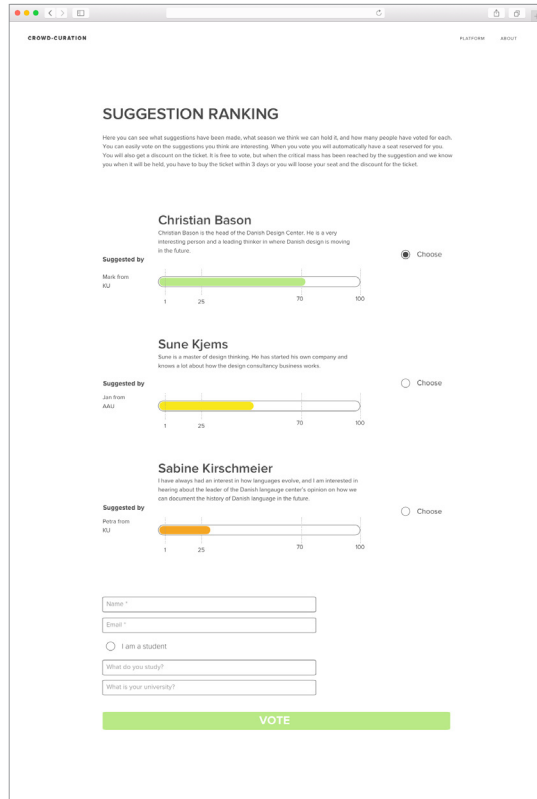 CROWD-CURATION
PLATFORM ABOUT
SUGGESTION RANKING
Here you can see what suggestions have been made, what season we think we can hold it, and how many people have voted for each.
You can easily vote on the suggestions you think are interesting. When you vote you will automatically have a seat reserved for you.
You will also get a discount on the ticket. It is free to vote, but when the critical mass has been reached by the suggestion and we know
you when it will be held, you have to buy the ticket within 3 days or you will loose your seat and the discount for the ticket.
Christian Bason
Christian Bason is the head of the Danish Design Center. He is a very
interesting person and a leading thinker in where Danish design is moving
in the future.
Suggested by
Choose
Mark from
KU
1 25 70 100
Sune Kjems
Sune is a master of design thinking. He has started his own company and
knows a lot about how the design-consultancy business works.
Suggested by
Choose
Jan from
AAU
1 25 70 100
Sabine Kirschmeier
I have always had an interest in how languages evolve, and I am interested in
hearing about the leader of the Danish langauge center's opinion on how we
can document the history of Danish language in the future.
Suggested by
Choose
Petra from
KU
1 25 70 100
Name *
Email *
I am a student
What do you study?
What is your university?
VOTE